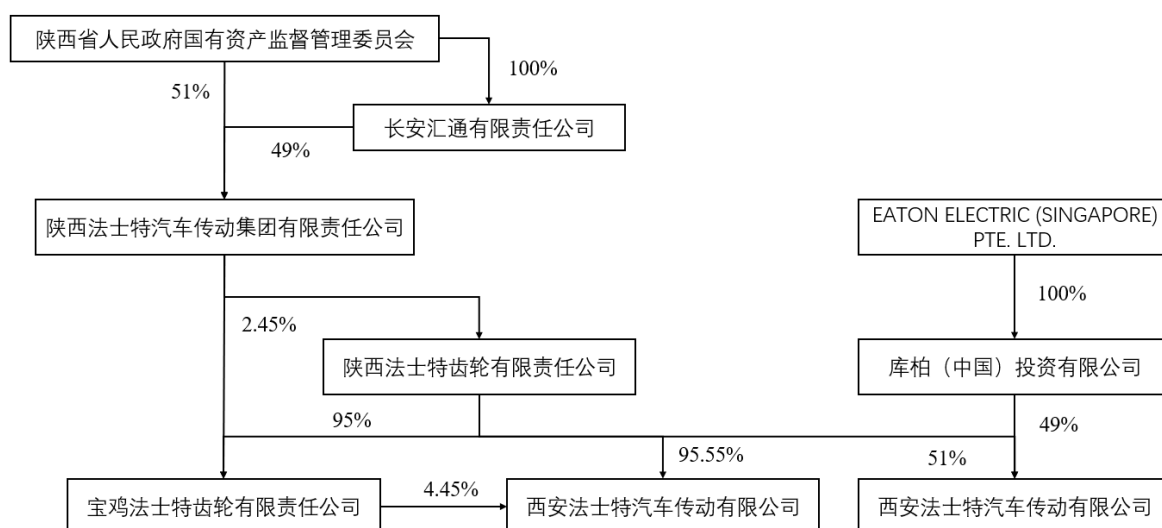 陕西省人民政府国有资产监督管理委员会
100%
51%
长安汇通有限责任公司
49%
陕西法士特汽车传动集团有限责任公司
EATON ELECTRIC (SINGAPORE)
PTE. LTD.
100%
2.45%
陕西法士特齿轮有限责任公司
库柏（中国）投资有限公司
95%
49%
95.55%
51%
宝鸡法士特齿轮有限责任公司
4.45%
西安法士特汽车传动有限公司
西安法士特汽车传动有限公司